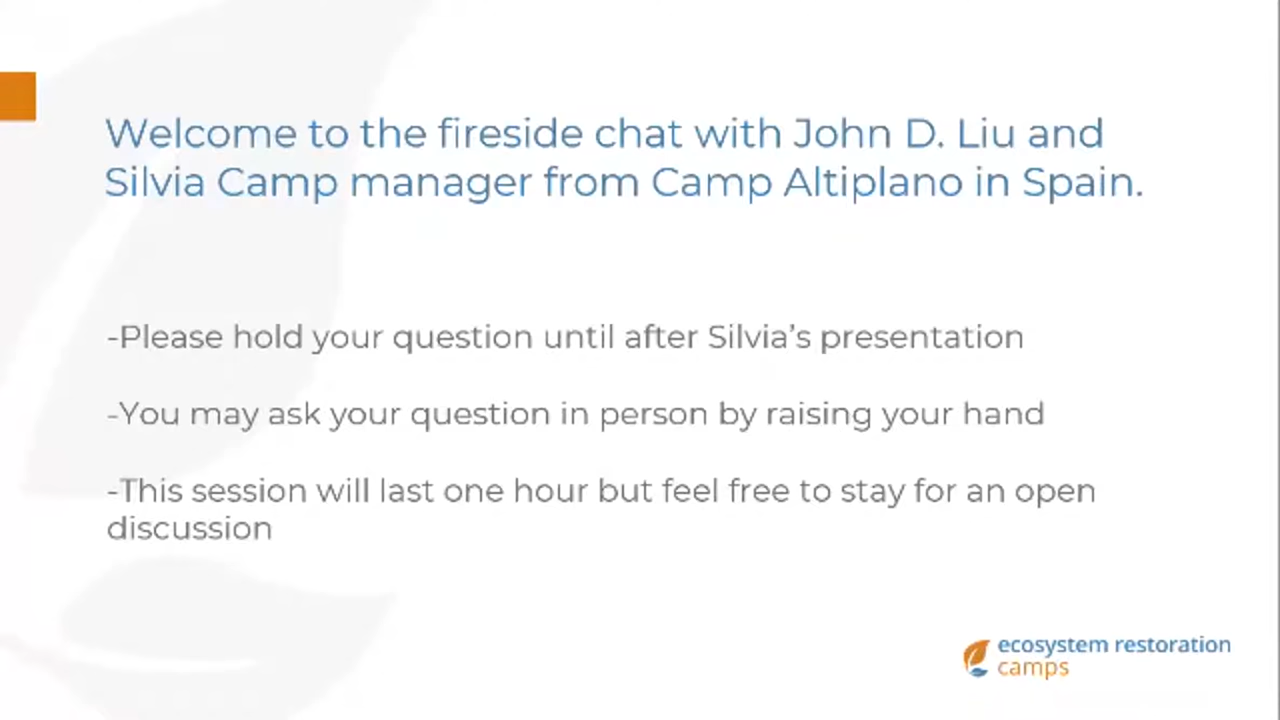 Welcome to the fireside chat with John D. Liu and
Silvia Camp manager from Camp Altiplano in Spain.
-Please hold your question until after Silvia’s presentation
-You may ask your question in person by raising your hand
-This session will last one hour but feel free to stay for an open
discussion
ecosystem restoration
camps